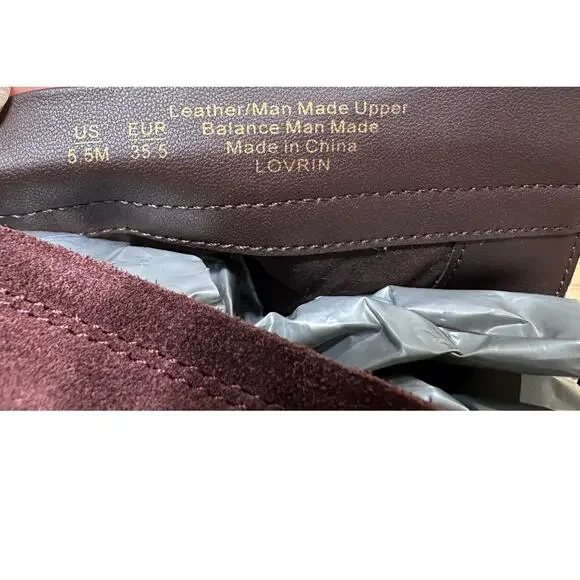 Leather/Man Made Upper
US EUR Balance Man Made
5.5M 35.5 Made in China
LOVRIN